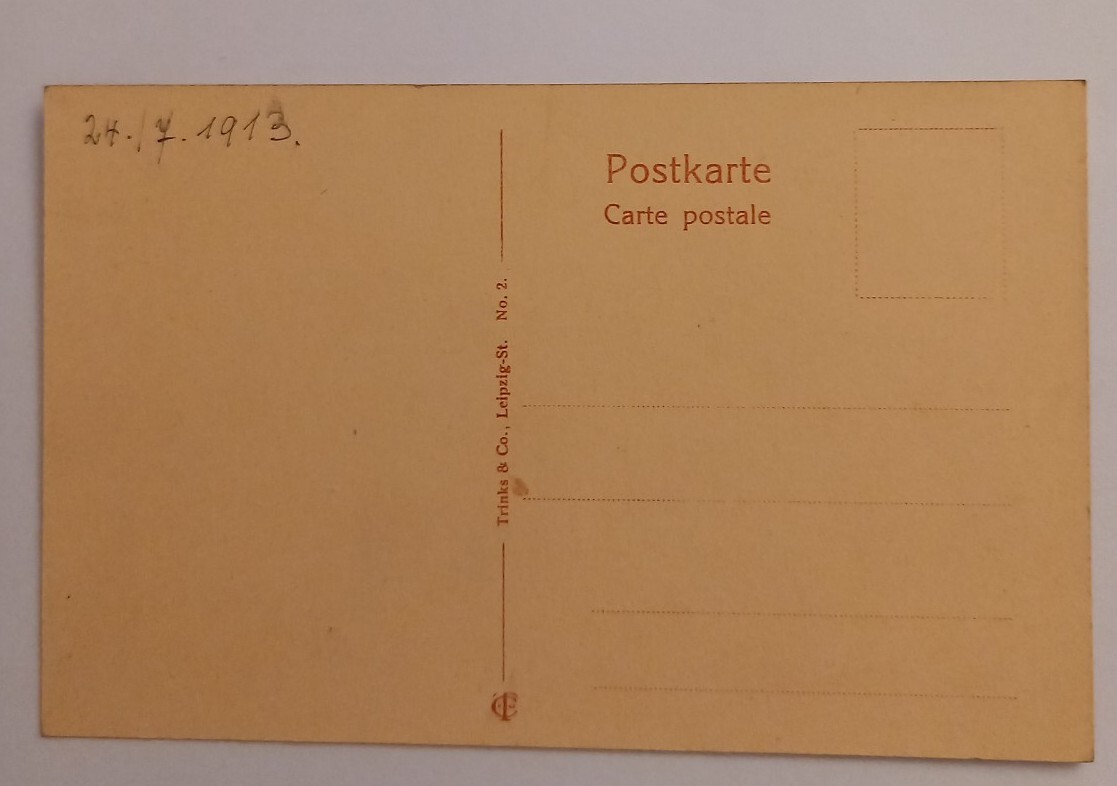 24./7. 1913.
Postkarte
Carte postale
Trinks & Co., Leipzig-St. No. 2.